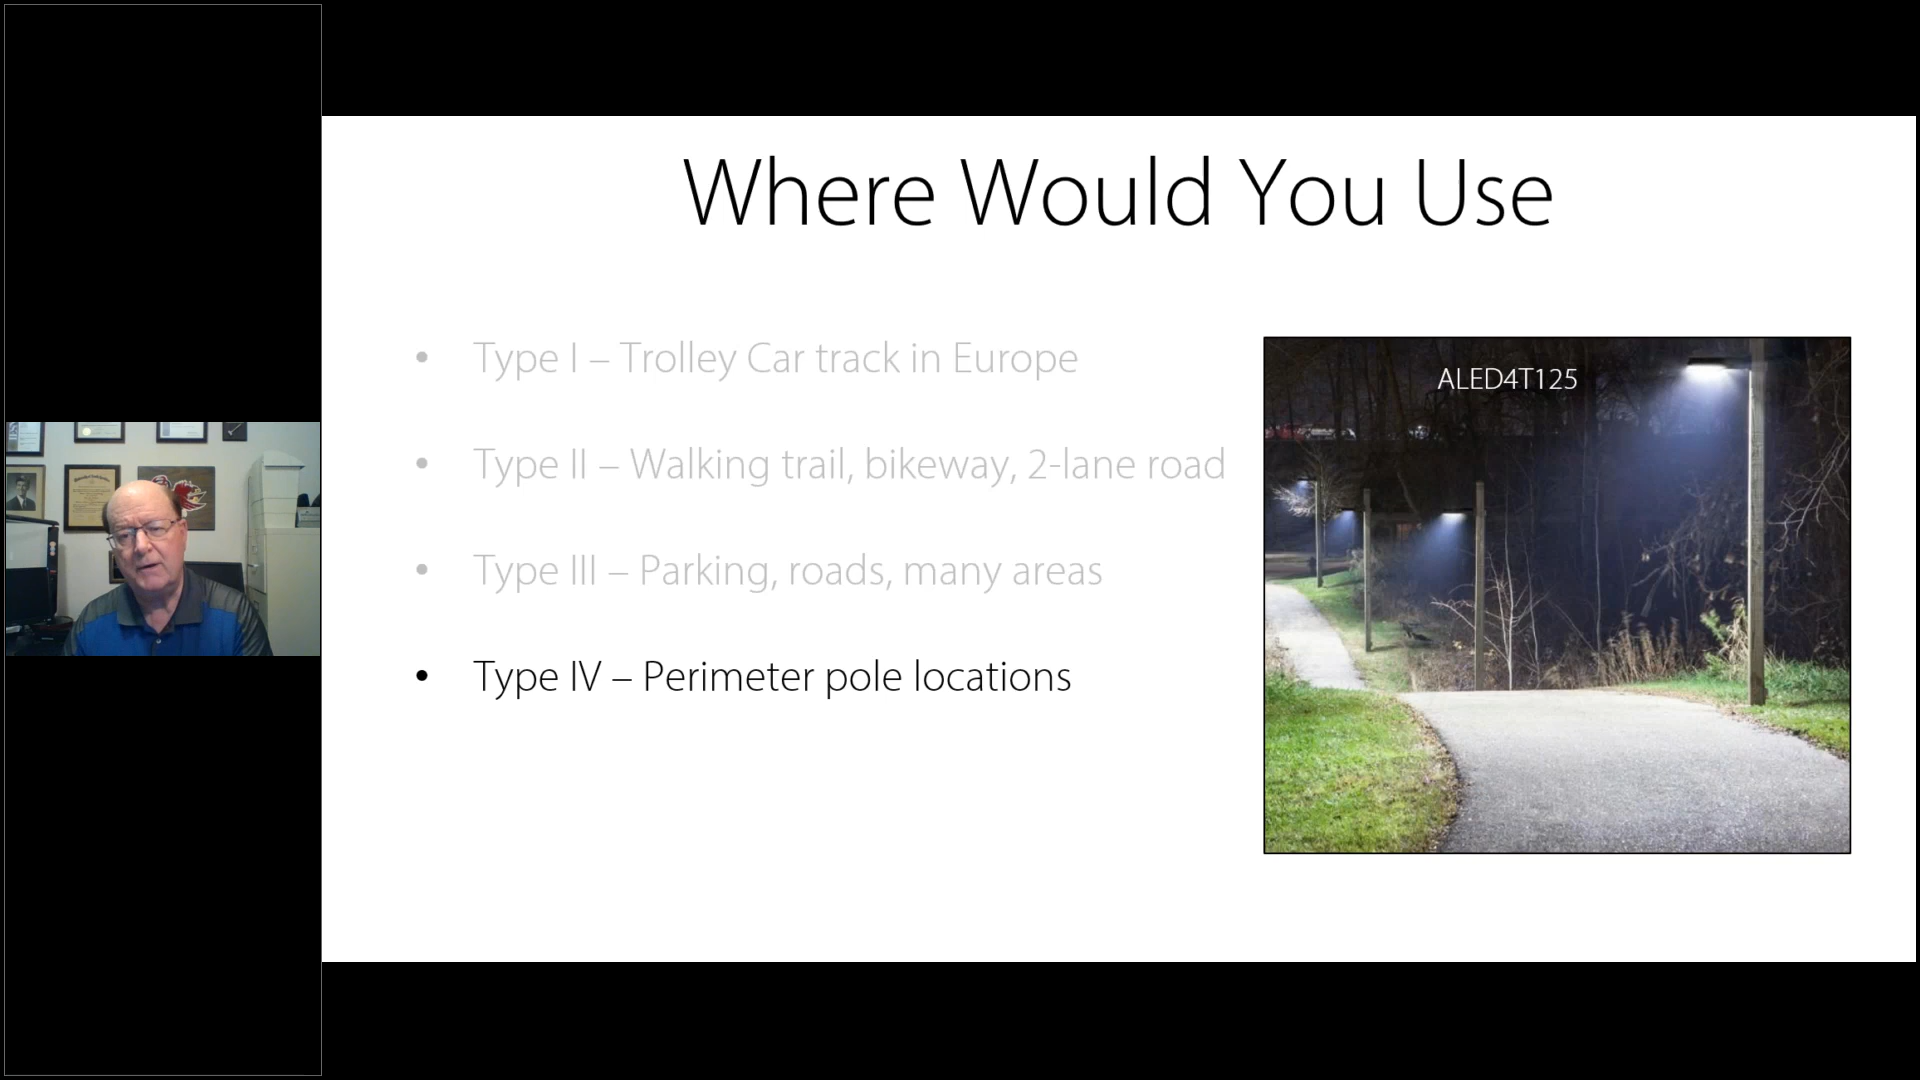 Where Would You Use
• Type I – Trolley Car track in Europe
• Type II – Walking trail, bikeway, 2-lane road
• Type III – Parking, roads, many areas
• Type IV – Perimeter pole locations
ALED4T125